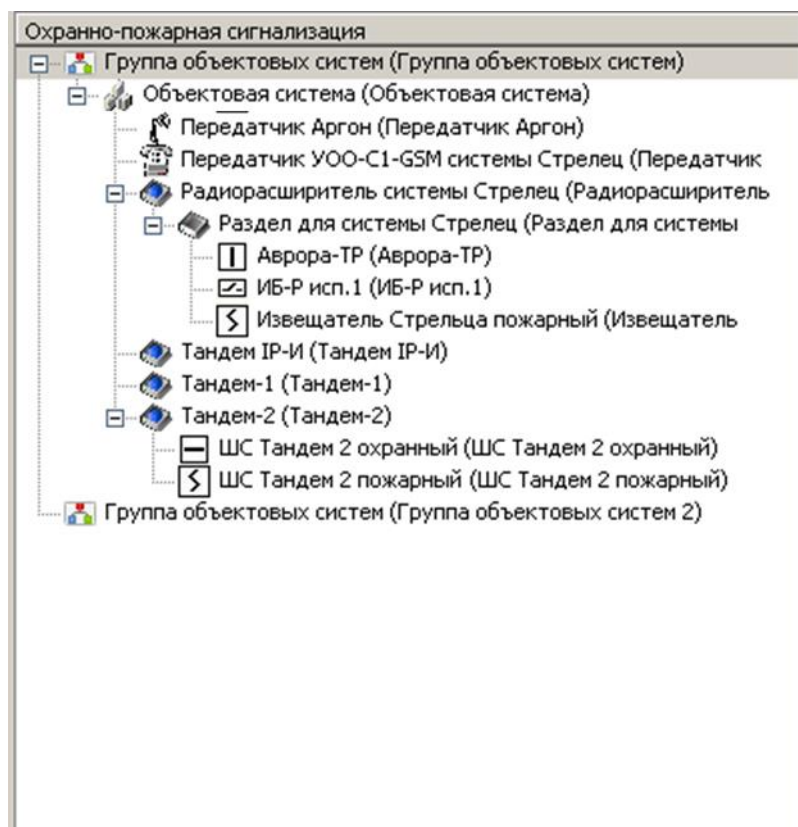 Охранно-пожарная сигнализация
Группа объектовых систем (Группа объектовых систем)
Объектовая система (Объектовая система)
Передатчик Аргон (Передатчик Аргон)
Передатчик УОО-С1-GSM системы Стрелец (Передатчик
Радиорасширитель системы Стрелец (Радиорасширитель
Раздел для системы Стрелец (Раздел для системы
Аврора-ТР (Аврора-ТР)
ИБ-Р исп.1 (ИБ-Р исп.1)
Извещатель Стрельца пожарный (Извещатель
Тандем IP-И (Тандем IP-И)
Тандем-1 (Тандем-1)
Тандем-2 (Тандем-2)
ШС Тандем 2 охранный (ШС Тандем 2 охранный)
ШС Тандем 2 пожарный (ШС Тандем 2 пожарный)
Группа объектовых систем (Группа объектовых систем 2)